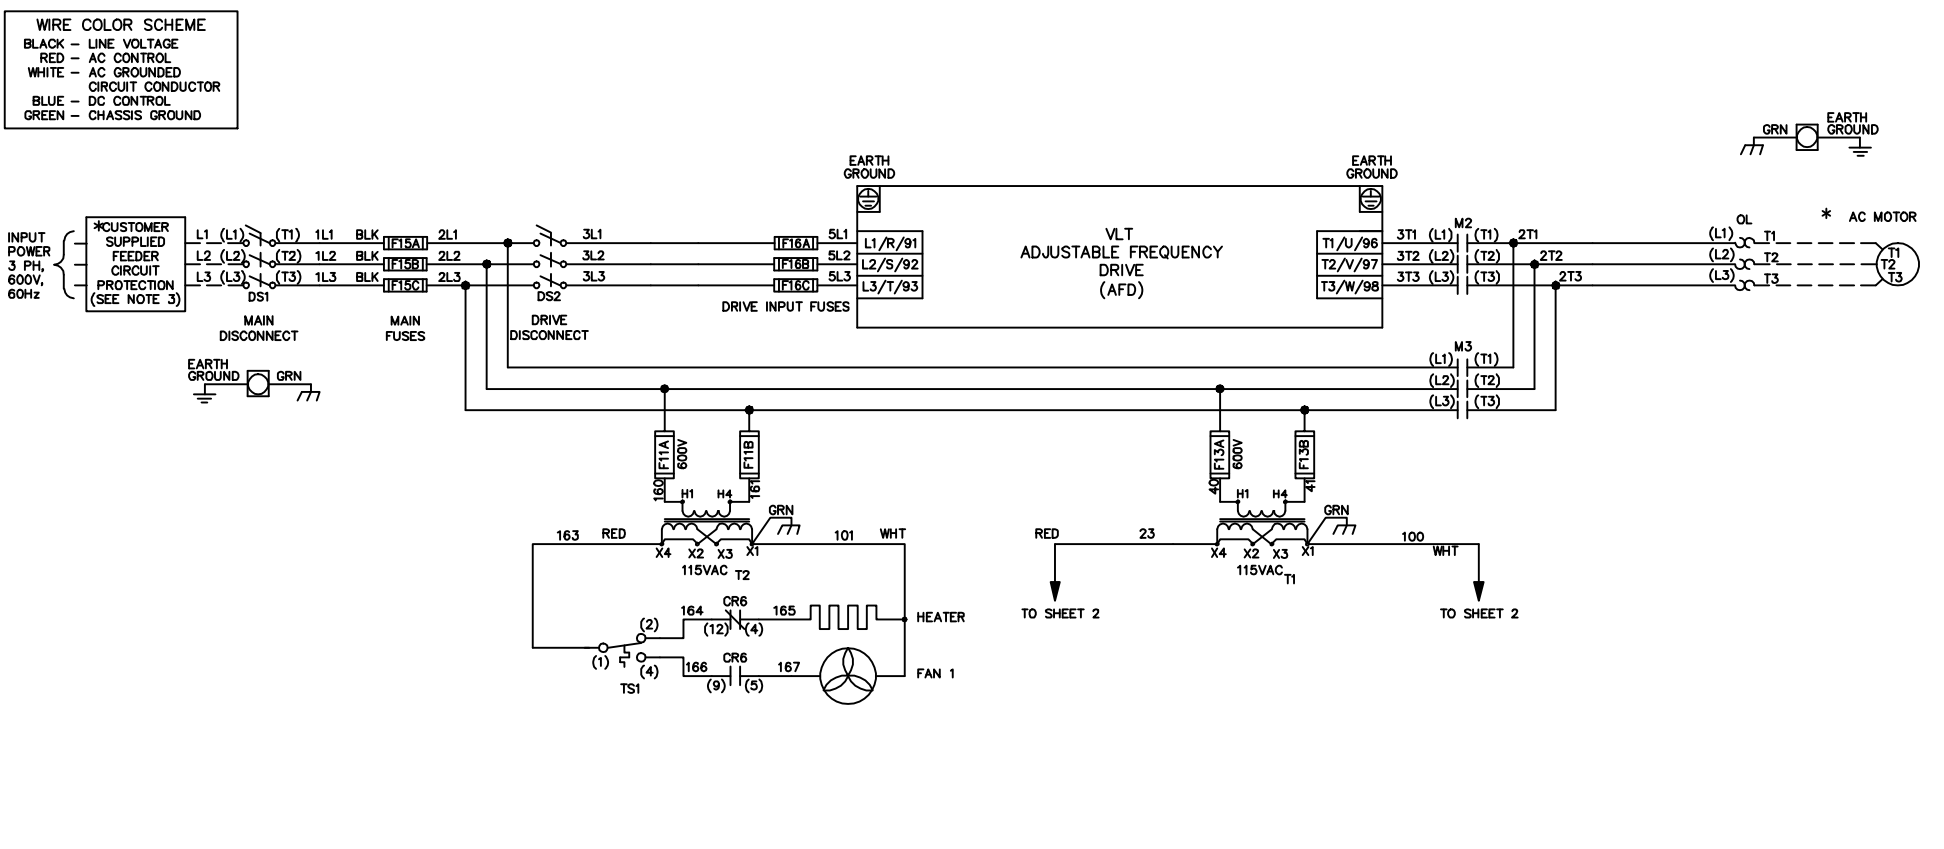 WIRE COLOR SCHEME
BLACK – LINE VOLTAGE
RED – AC CONTROL
WHITE – AC GROUNDED
CIRCUIT CONDUCTOR
BLUE – DC CONTROL
GREEN – CHASSIS GROUND
GRN
EARTH
GROUND
INPUT
POWER
3 PH,
600V,
60Hz
*CUSTOMER
SUPPLIED
FEEDER
CIRCUIT
PROTECTION
(SEE NOTE 3)
L1 (L1) (T1) 1L1 BLK F15A 2L1
L2 (L2) (T2) 1L2 BLK F15B 2L2
L3 (L3) (T3) 1L3 BLK F15C 2L3
DS1
MAIN
DISCONNECT
MAIN
FUSES
3L1
3L2
3L3
DS2
DRIVE
DISCONNECT
F16A 5L1
F16B 5L2
F16C 5L3
DRIVE INPUT FUSES
EARTH
GROUND
L1/R/91
L2/S/92
L3/T/93
VLT
ADJUSTABLE FREQUENCY
DRIVE
(AFD)
EARTH
GROUND
T1/U/96
T2/V/97
T3/W/98
M2
3T1 (L1) (T1) 2T1
3T2 (L2) (T2) 2T2
3T3 (L3) (T3) 2T3
OL
(L1) T1
(L2) T2
(L3) T3
* AC MOTOR
T1
T2
T3
EARTH
GROUND
GRN
M3
(L1) (T1)
(L2) (T2)
(L3) (T3)
F11A
600V
F11B
160
161
H1 H4
GRN
163 RED
X4 X2 X3 X1
101 WHT
115VAC T2
F13A
600V
F13B
40
41
H1 H4
GRN
RED 23
X4 X2 X3 X1
100
WHT
115VAC T1
TO SHEET 2
TO SHEET 2
CR6
164 165
(12) (4)
HEATER
(2)
(1)
(4)
TS1
CR6
166 167
(9) (5)
FAN 1